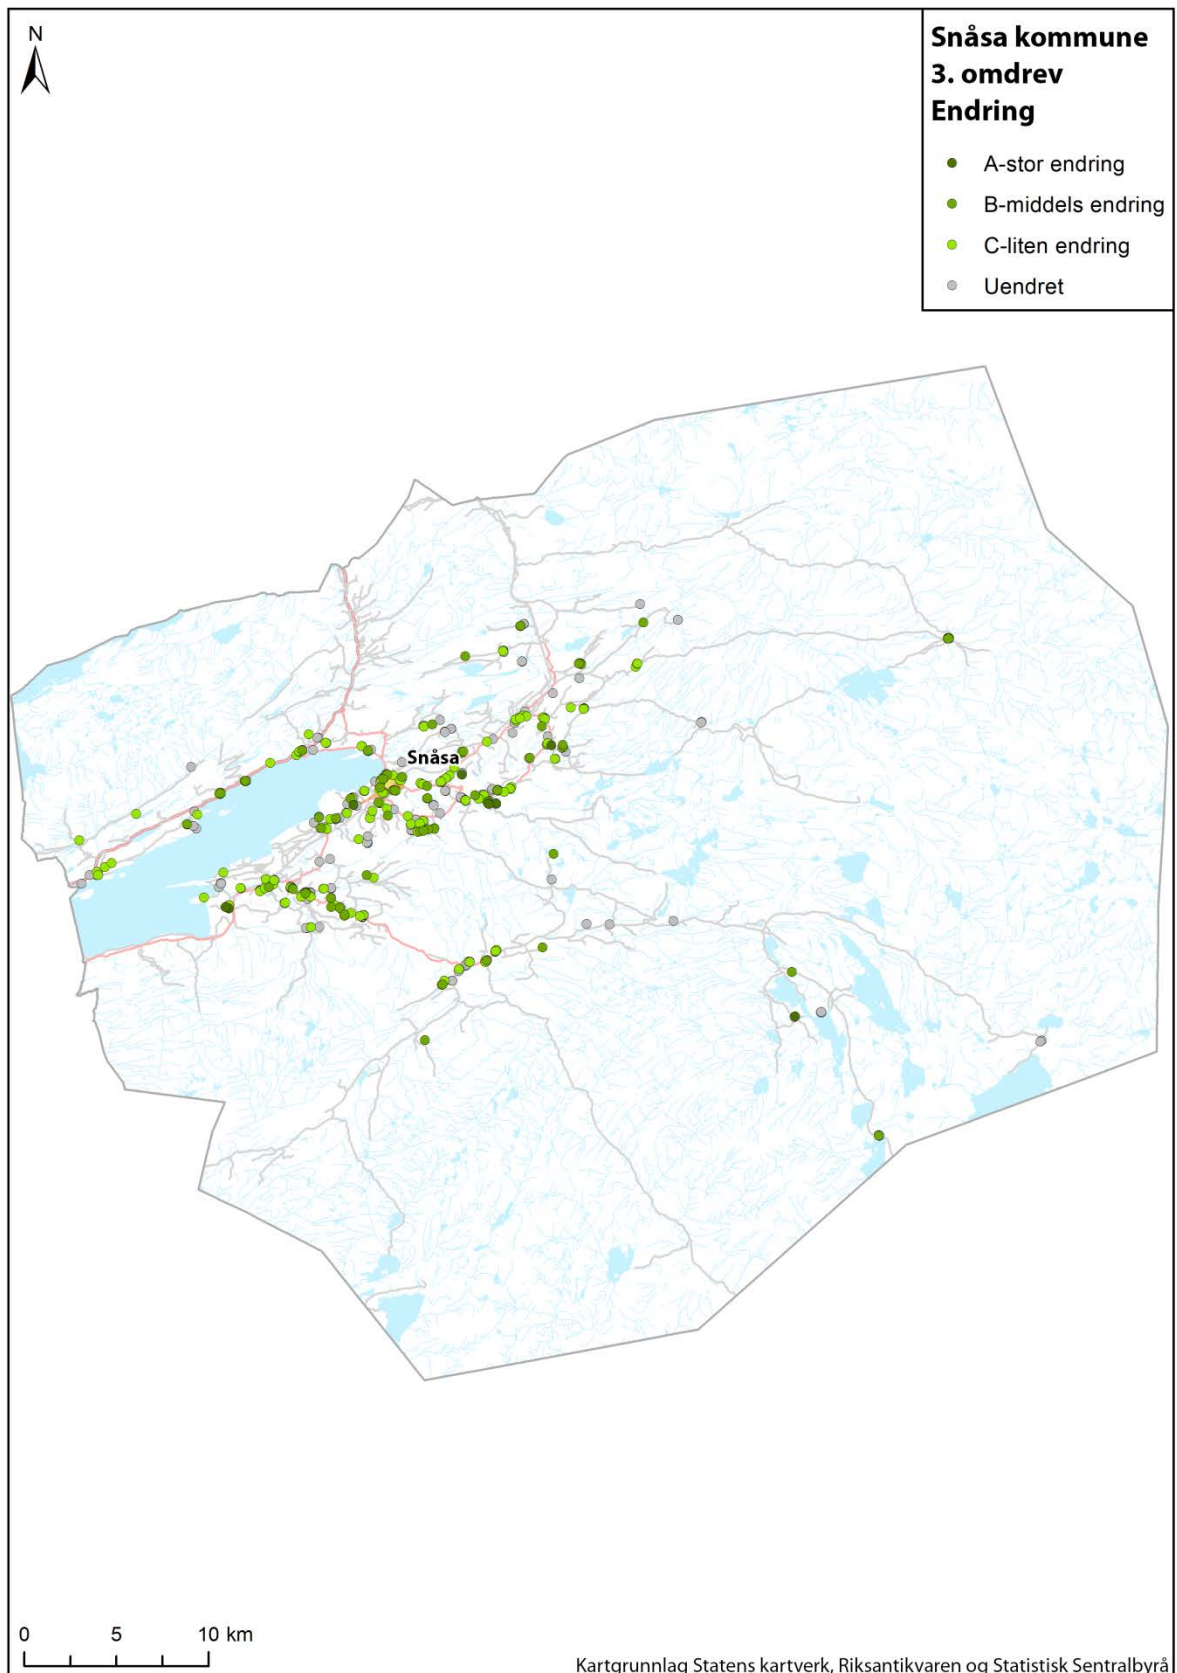 N
Snåsa kommune
3. omdrev
Endring
A-stor endring
B-middels endring
C-liten endring
Uendret
Snåsa
0 5 10 km
Kartgrunnlag Statens kartverk, Riksantikvaren og Statistisk Sentralbyrå